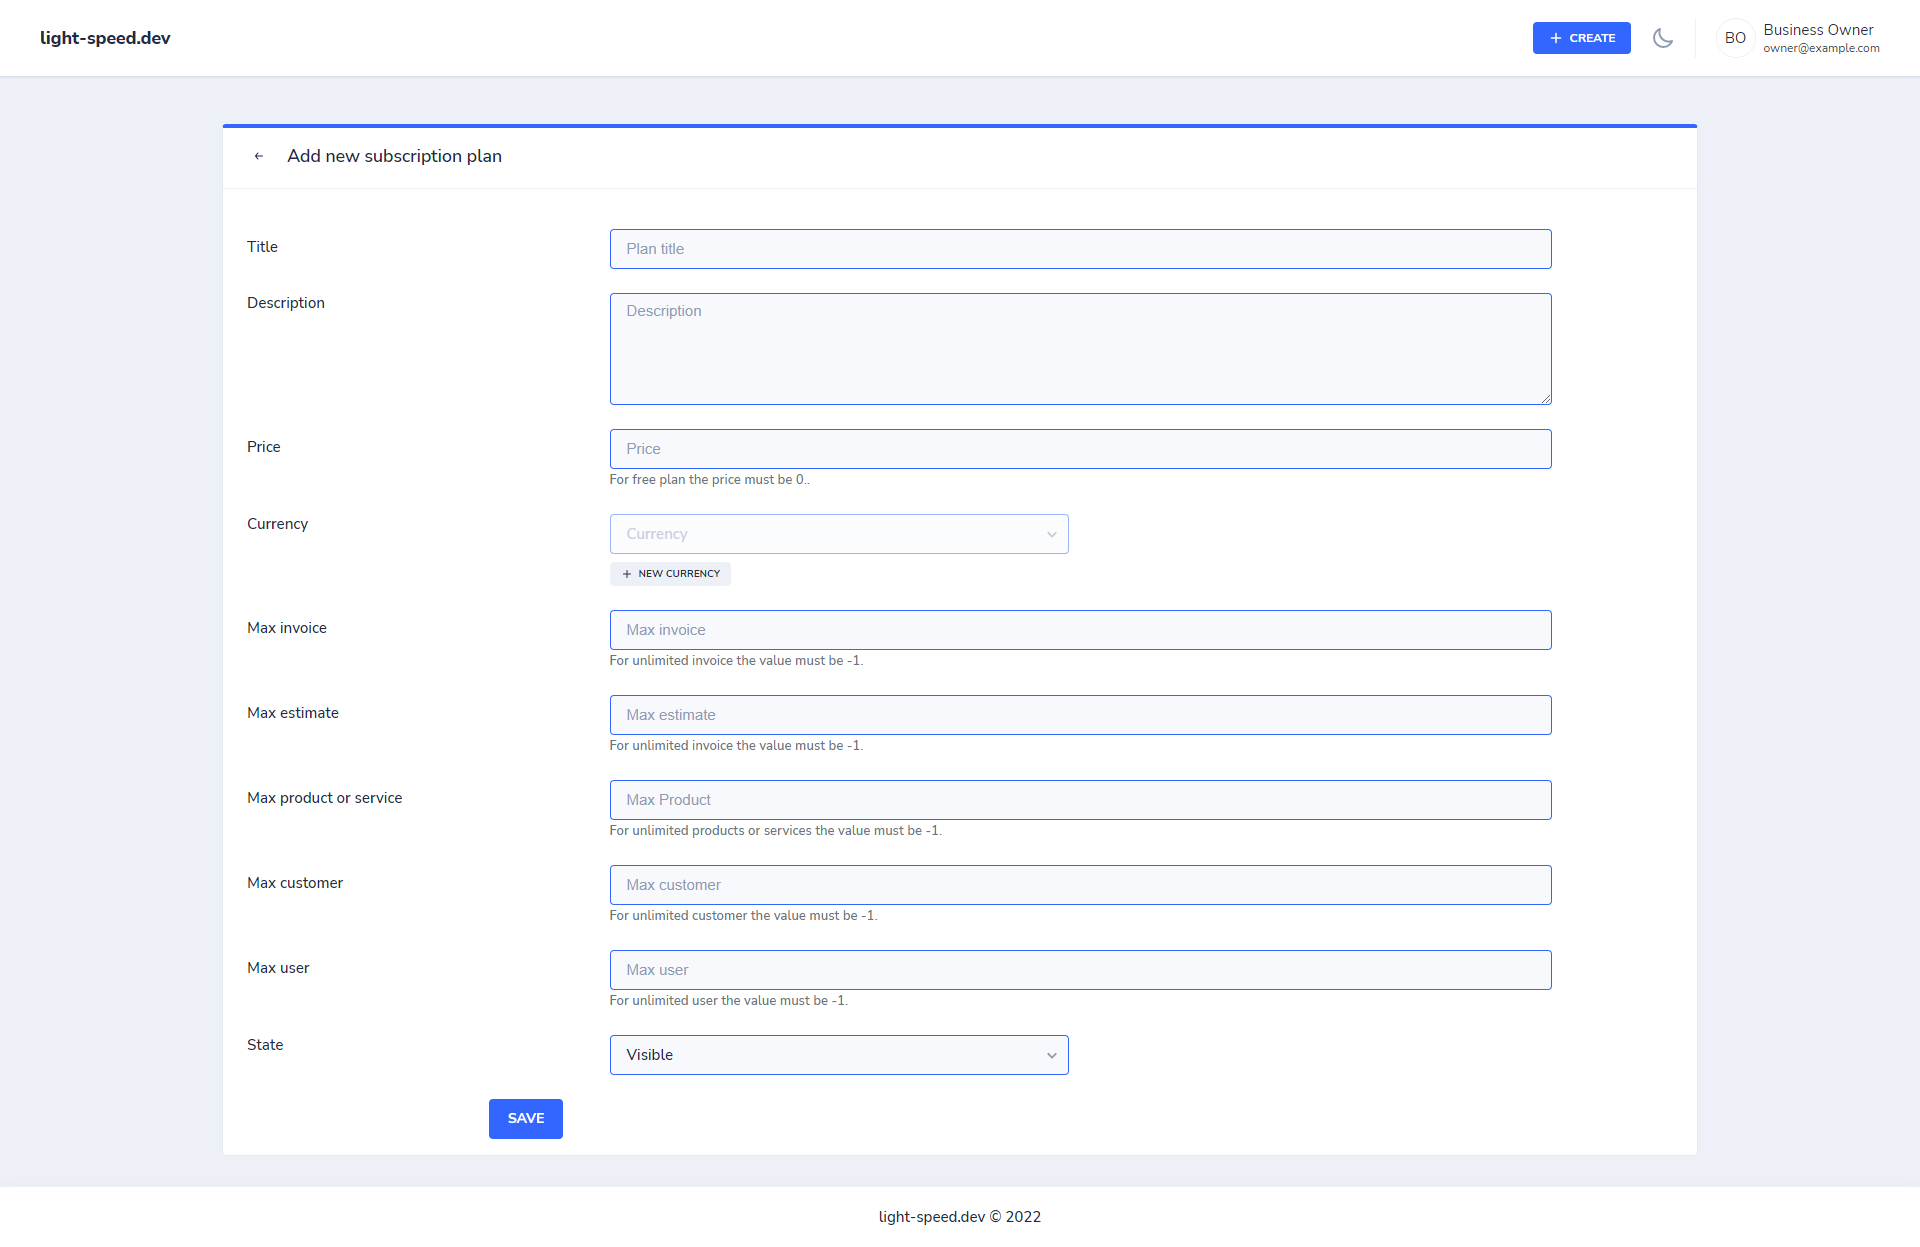 light-speed.dev
CREATE
BO
Business Owner
owner@example.com
Add new subscription plan
Title
Plan title
Description
Description
Price
Price
For free plan the price must be 0..
Currency
Currency
NEW CURRENCY
Max invoice
Max invoice
For unlimited invoice the value must be -1.
Max estimate
Max estimate
For unlimited invoice the value must be -1.
Max product or service
Max Product
For unlimited products or services the value must be -1.
Max customer
Max customer
For unlimited customer the value must be -1.
Max user
Max user
For unlimited user the value must be -1.
State
Visible
SAVE
light-speed.dev © 2022